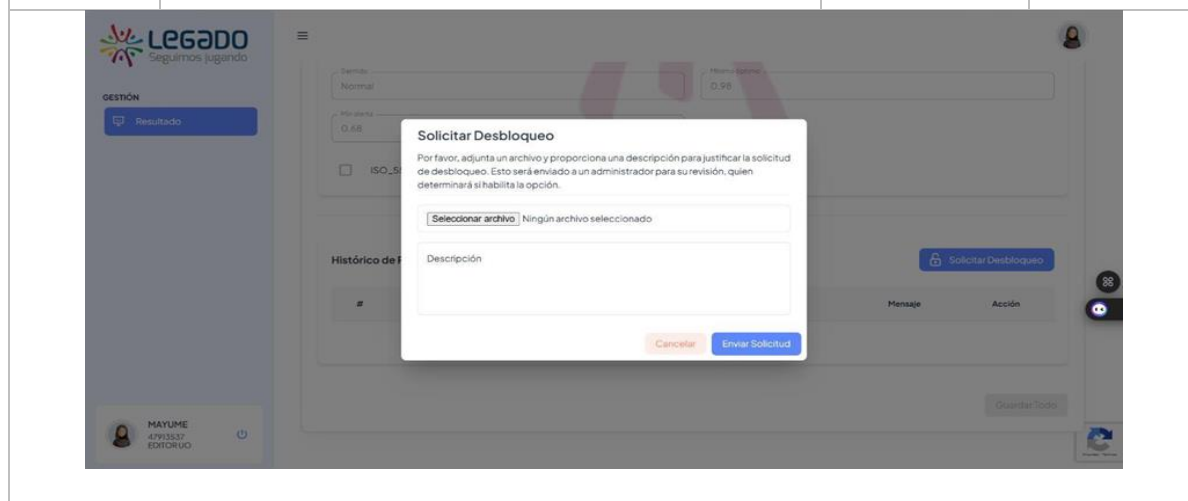 LEGADO
Seguimos jugando
GESTIÓN
Resultado
Sentido
Normal
0.98
0.68
ISO_5
Solicitar Desbloqueo
Por favor, adjunta un archivo y proporciona una descripción para justificar la solicitud
de desbloqueo. Esto será enviado a un administrador para su revisión, quien
determinará si habilita la opción.
Seleccionar archivo Ningún archivo seleccionado
Descripción
Cancelar Enviar Solicitud
Histórico de
Solicitar Desbloqueo
# Mensaje Acción
Guardar Todo
MAYUME
47913537
EDITOR UO